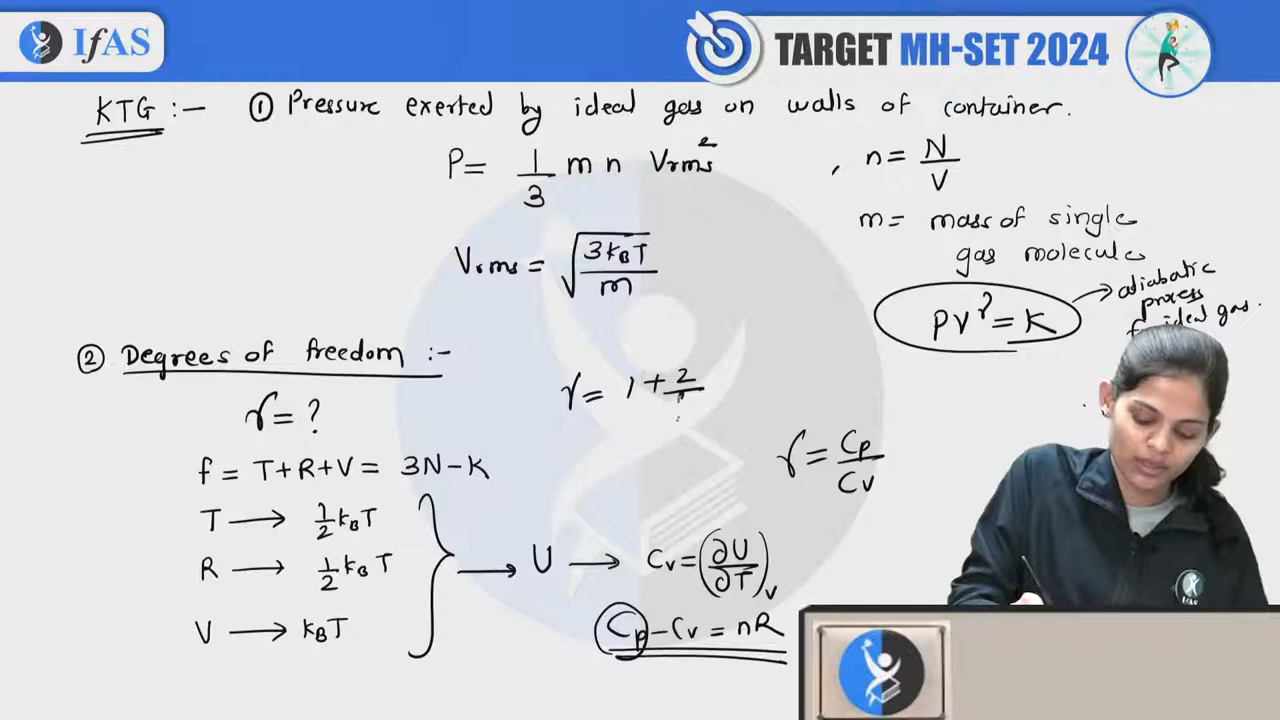 IfAS
TARGET MH-SET 2024
KTG :- ① Pressure exerted by ideal gas on walls of container.
P = 1/3 m n Vrms² , n = N/V
m = mass of single
gas molecule
Vrms = √(3kBT/m)
PV^γ = K → adiabatic
process
ideal gas.
② Degrees of freedom :-
γ = ?
γ = 1 + 2/
γ = Cp/Cv
f = T+R+V = 3N-K
T → 1/2 kBT
R → 1/2 kBT
V → kBT
→ U → Cv = (∂U/∂T)v
Cp - Cv = nR
IFAS